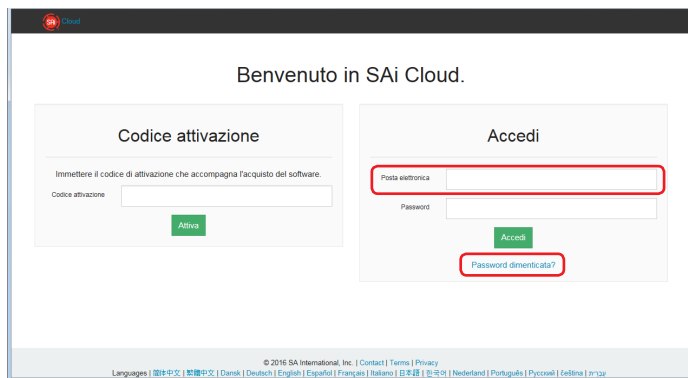 SAi Cloud
Benvenuto in SAi Cloud.
Codice attivazione
Immettere il codice di attivazione che accompagna l'acquisto del software.
Codice attivazione
Attiva
Accedi
Posta elettronica
Password
Accedi
Password dimenticata?
© 2016 SA International, Inc. | Contact | Terms | Privacy
Languages | 简体中文 | 繁體中文 | Dansk | Deutsch | English | Español | Français | Italiano | 日本語 | 한국어 | Nederland | Português | Русский | čeština | עברית